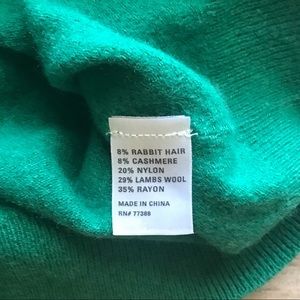 8% RABBIT HAIR
8% CASHMERE
20% NYLON
29% LAMBS WOOL
35% RAYON
MADE IN CHINA
RN# 77388